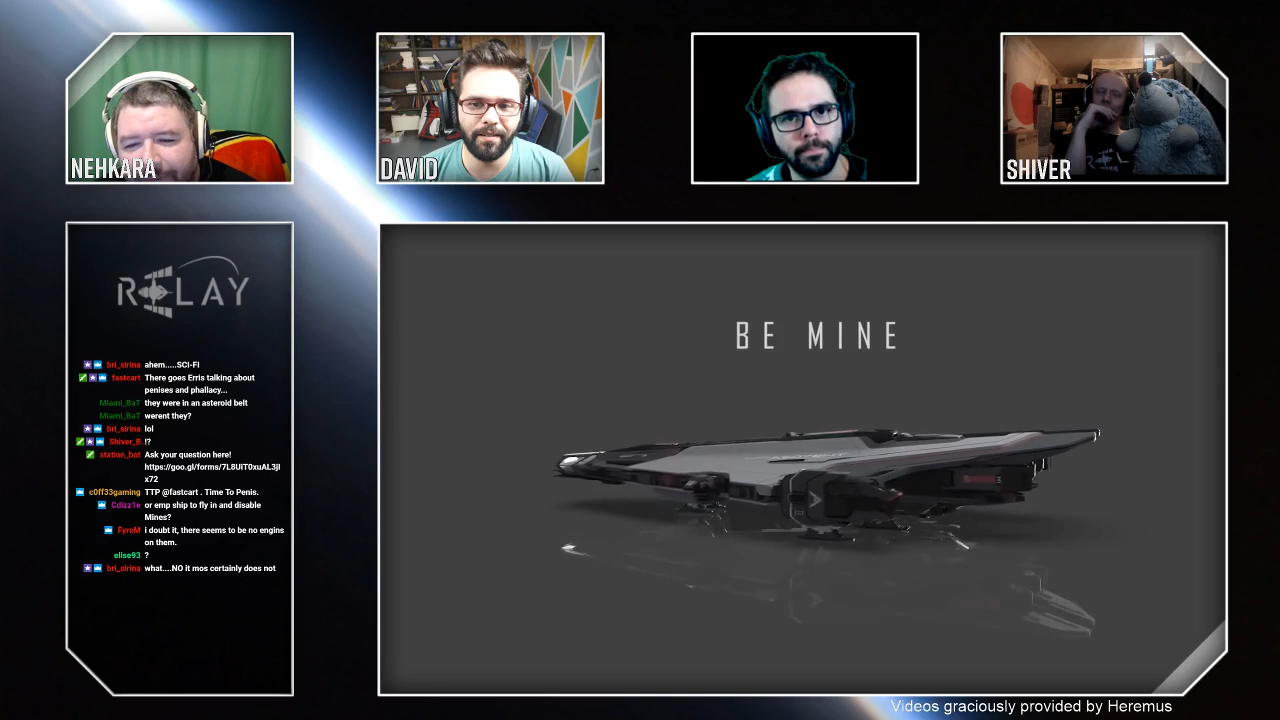 NEHKARA
DAVID
SHIVER
RELAY
BE MINE
bri_sirina ahem.....SCI-FI
fastcart There goes Erris talking about
penises and phallacy...
Miami_BaT they were in an asteroid belt
Miami_BaT werent they?
bri_sirina lol
Shiver_B !?
station_bot Ask your question here!
https://goo.gl/forms/7L8UiT0xuAL3jI
x72
c0ff33gaming TTP @fastcart . Time To Penis.
Cdizz1e or emp ship to fly in and disable
Mines?
FyreM i doubt it, there seems to be no engins
on them.
elise93 ?
bri_sirina what....NO it mos certainly does not
Videos graciously provided by Heremus